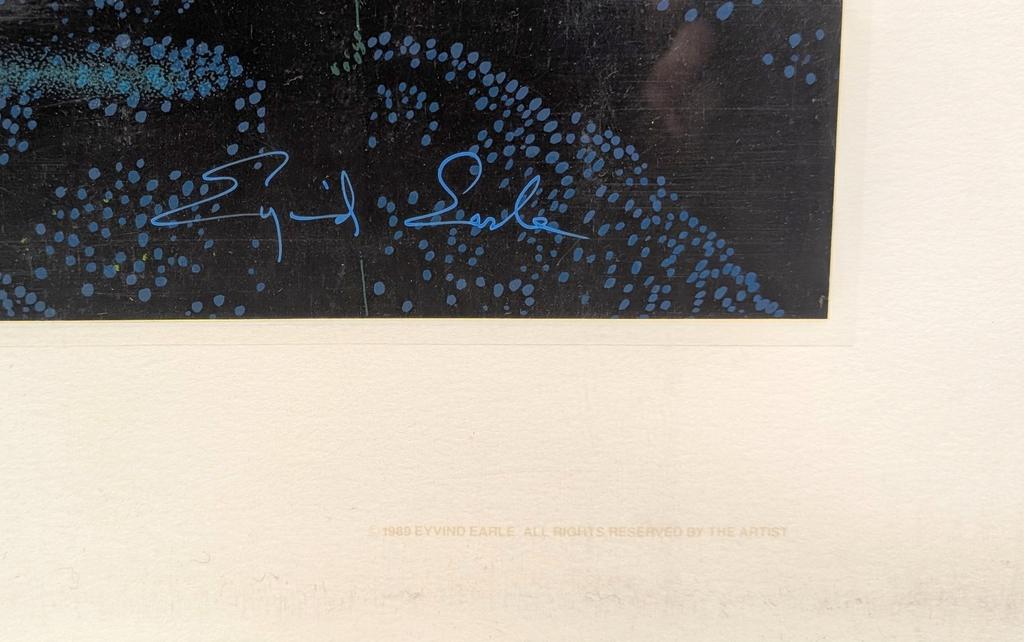 Eyvind Earle
© 1989 EYVIND EARLE ALL RIGHTS RESERVED BY THE ARTIST